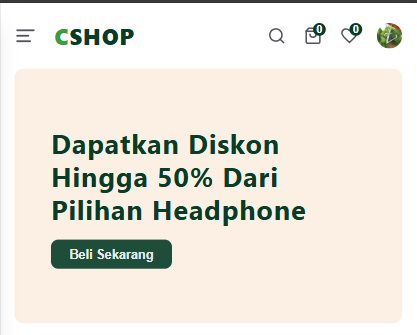 CSHOP
0
0
Dapatkan Diskon
Hingga 50% Dari
Pilihan Headphone
Beli Sekarang